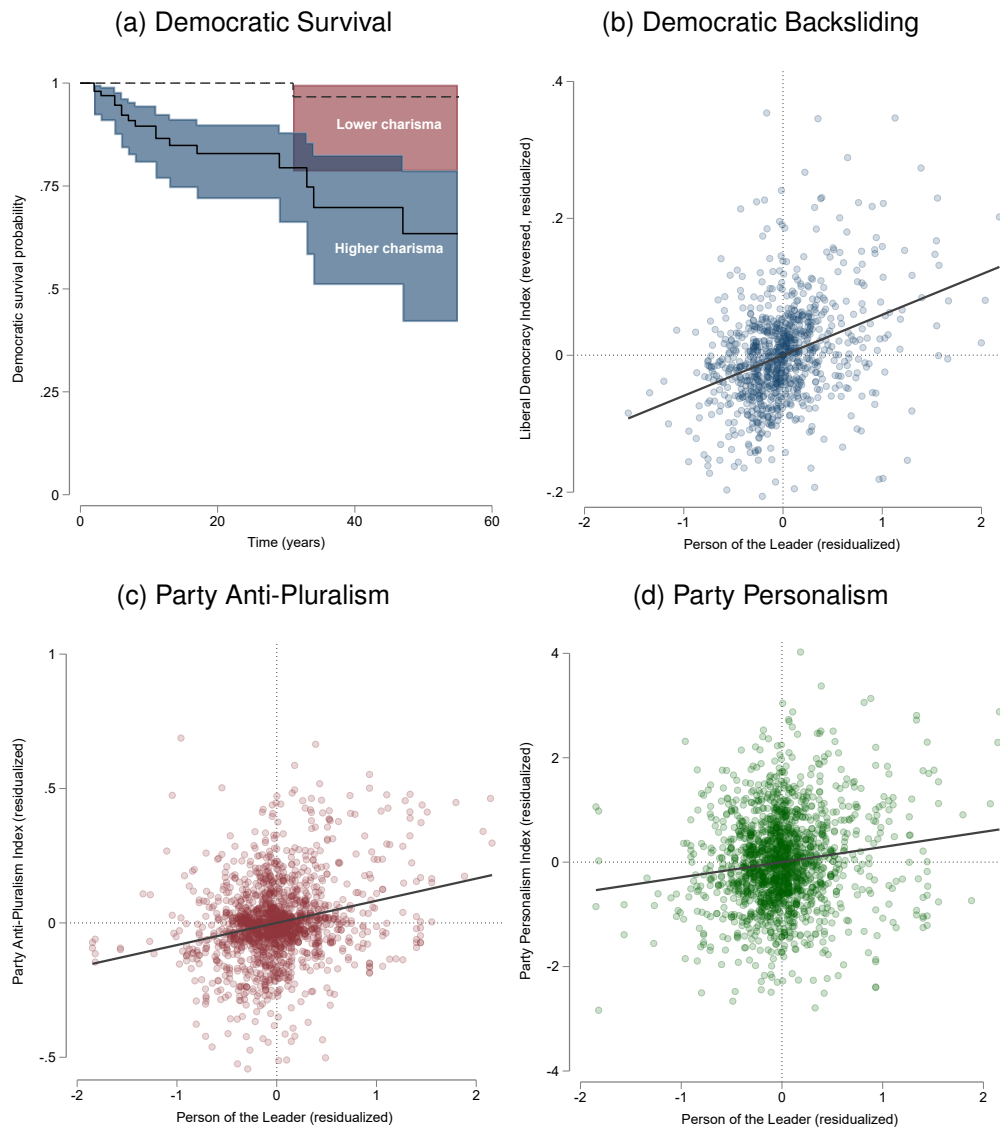 (a) Democratic Survival
Democratic survival probability
1
.75
.5
.25
0
Lower charisma
Higher charisma
0 20 40 60
Time (years)
(b) Democratic Backsliding
Liberal Democracy Index (reversed, residualized)
.4
.2
0
-.2
-2 -1 0 1 2
Person of the Leader (residualized)
(c) Party Anti-Pluralism
Party Anti-Pluralism Index (residualized)
1
.5
0
-.5
-2 -1 0 1 2
Person of the Leader (residualized)
(d) Party Personalism
Party Personalism Index (residualized)
4
2
0
-2
-4
-2 -1 0 1 2
Person of the Leader (residualized)